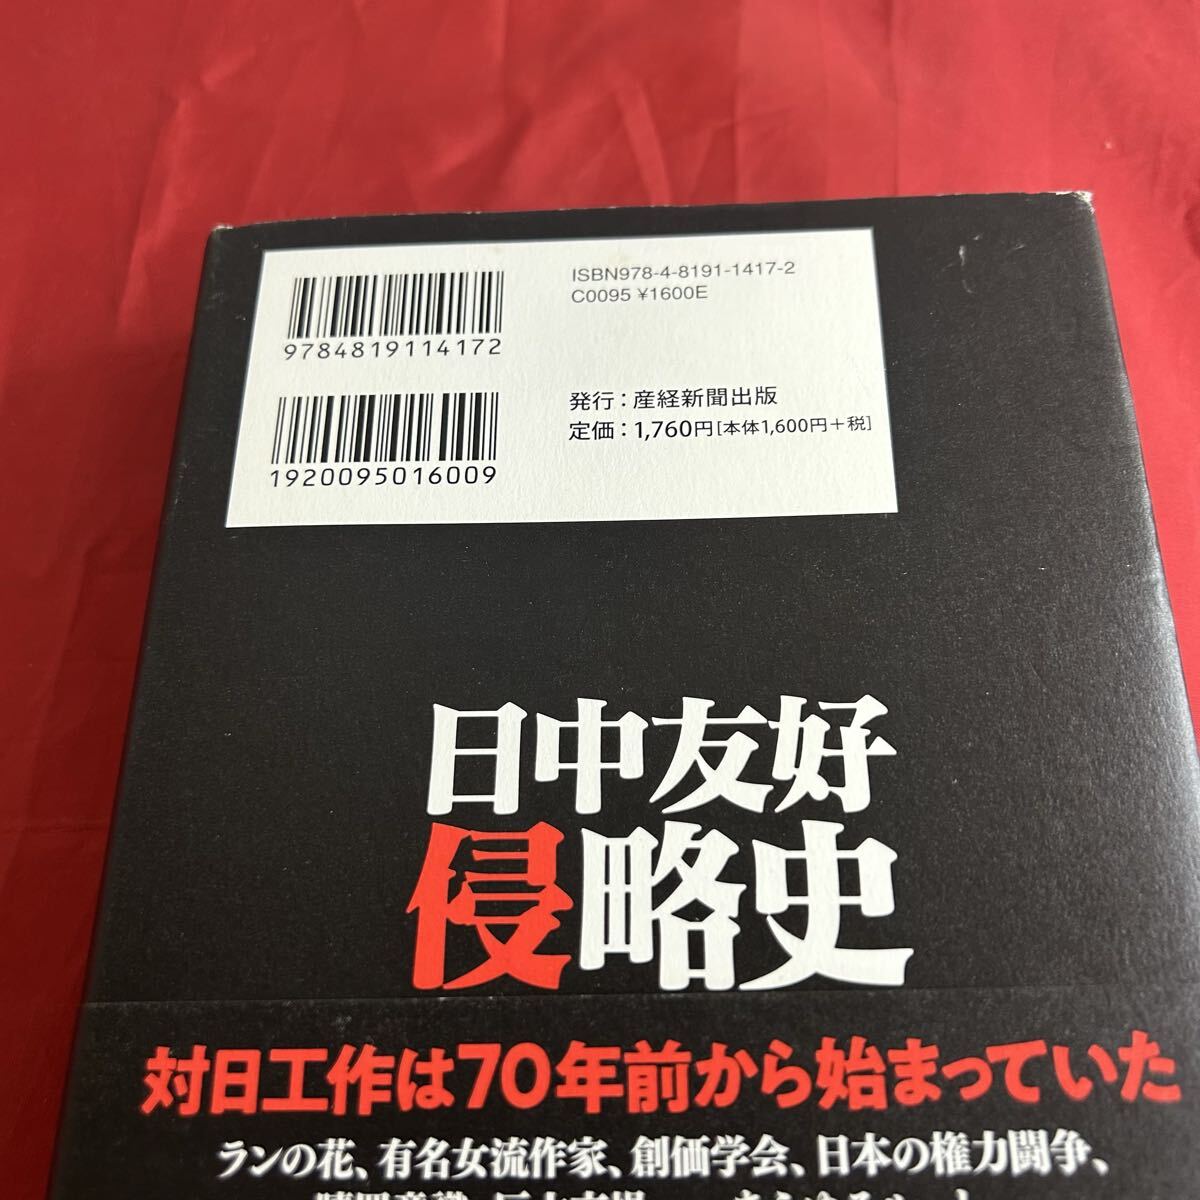 ISBN978-4-8191-1417-2
C0095 ¥1600E
9784819114172
発行：産経新聞出版
定価：1,760円[本体1,600円+税]
1920095016009
日中友好
侵略史
対日工作は70年前から始まっていた
ランの花、有名女流作家、創価学会、日本の権力闘争、